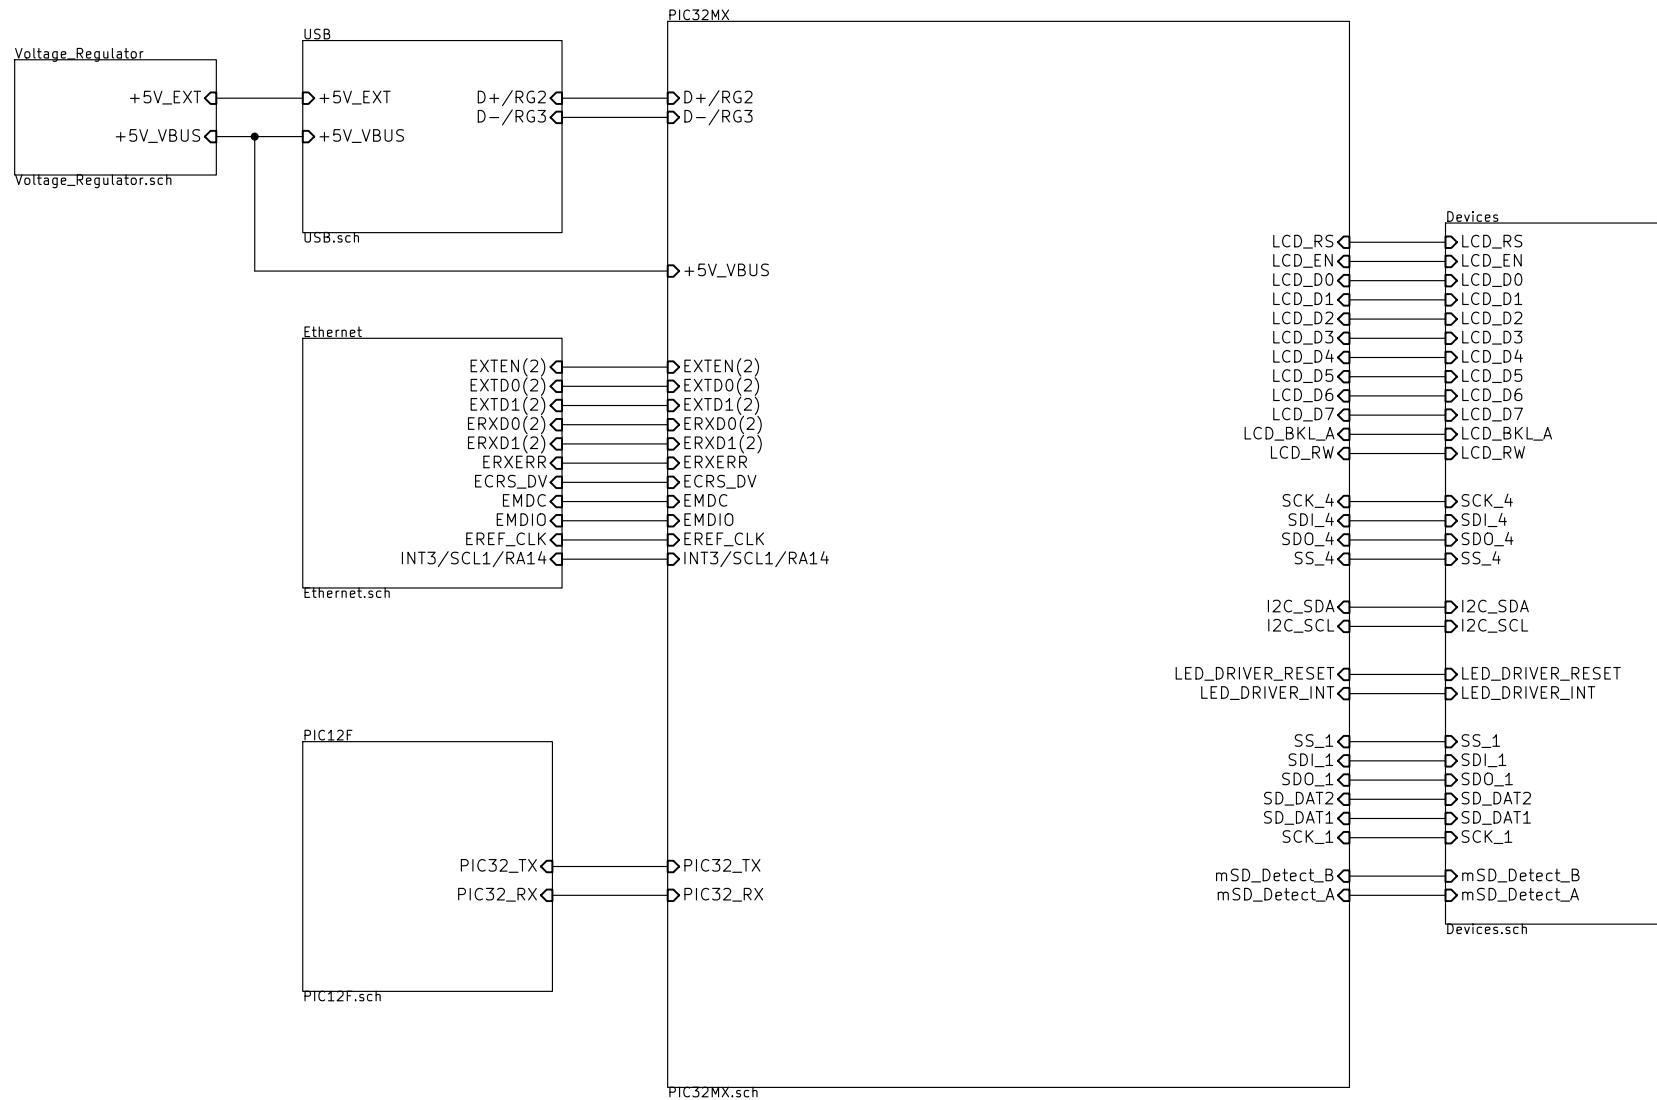 Voltage_Regulator
+5V_EXT
+5V_VBUS
Voltage_Regulator.sch
USB
+5V_EXT
+5V_VBUS
D+/RG2
D-/RG3
USB.sch
Ethernet
EXTEN(2)
EXTD0(2)
EXTD1(2)
ERXD0(2)
ERXD1(2)
ERXERR
ECRS_DV
EMDC
EMDIO
EREF_CLK
INT3/SCL1/RA14
Ethernet.sch
PIC12F
PIC32_TX
PIC32_RX
PIC12F.sch
PIC32MX
D+/RG2
D-/RG3
+5V_VBUS
EXTEN(2)
EXTD0(2)
EXTD1(2)
ERXD0(2)
ERXD1(2)
ERXERR
ECRS_DV
EMDC
EMDIO
EREF_CLK
INT3/SCL1/RA14
PIC32_TX
PIC32_RX
LCD_RS
LCD_EN
LCD_D0
LCD_D1
LCD_D2
LCD_D3
LCD_D4
LCD_D5
LCD_D6
LCD_D7
LCD_BKL_A
LCD_RW
SCK_4
SDI_4
SDO_4
SS_4
I2C_SDA
I2C_SCL
LED_DRIVER_RESET
LED_DRIVER_INT
SS_1
SDI_1
SDO_1
SD_DAT2
SD_DAT1
SCK_1
mSD_Detect_B
mSD_Detect_A
PIC32MX.sch
Devices
LCD_RS
LCD_EN
LCD_D0
LCD_D1
LCD_D2
LCD_D3
LCD_D4
LCD_D5
LCD_D6
LCD_D7
LCD_BKL_A
LCD_RW
SCK_4
SDI_4
SDO_4
SS_4
I2C_SDA
I2C_SCL
LED_DRIVER_RESET
LED_DRIVER_INT
SS_1
SDI_1
SDO_1
SD_DAT2
SD_DAT1
SCK_1
mSD_Detect_B
mSD_Detect_A
Devices.sch